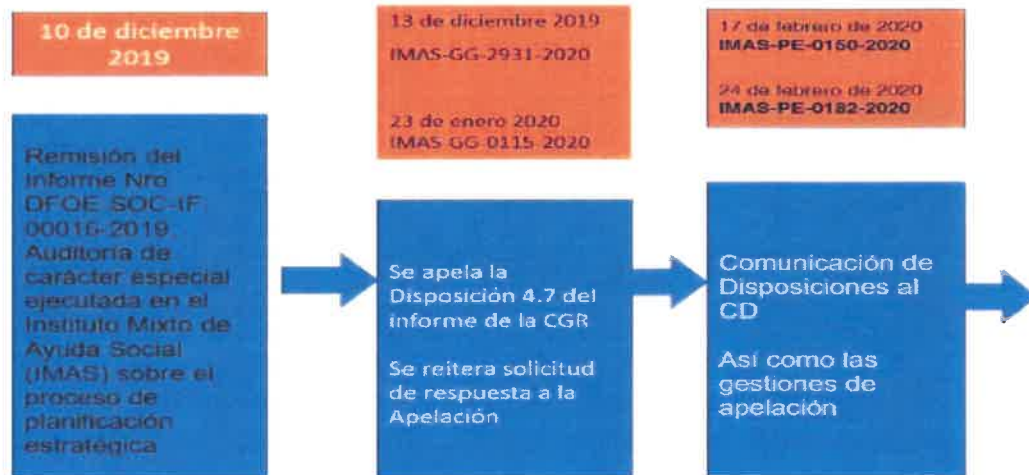 10 de diciembre
2019
Remisión del
Informe Nro
DFOE-SOC-IF
00016-2019
Auditoría de
carácter especial
ejecutada en el
Instituto Mixto de
Ayuda Social
(IMAS) sobre el
proceso de
planificación
estratégica
13 de diciembre 2019
IMAS-GG-2931-2020
23 de enero 2020
IMAS GG-0115-2020
Se apela la
Disposición 4.7 del
informe de la CGR
Se reitera solicitud
de respuesta a la
Apelación
17 de febrero de 2020
IMAS-PE-0150-2020
24 de febrero de 2020
IMAS-PE-0182-2020
Comunicación de
Disposiciones al
CD
Así como las
gestiones de
apelación